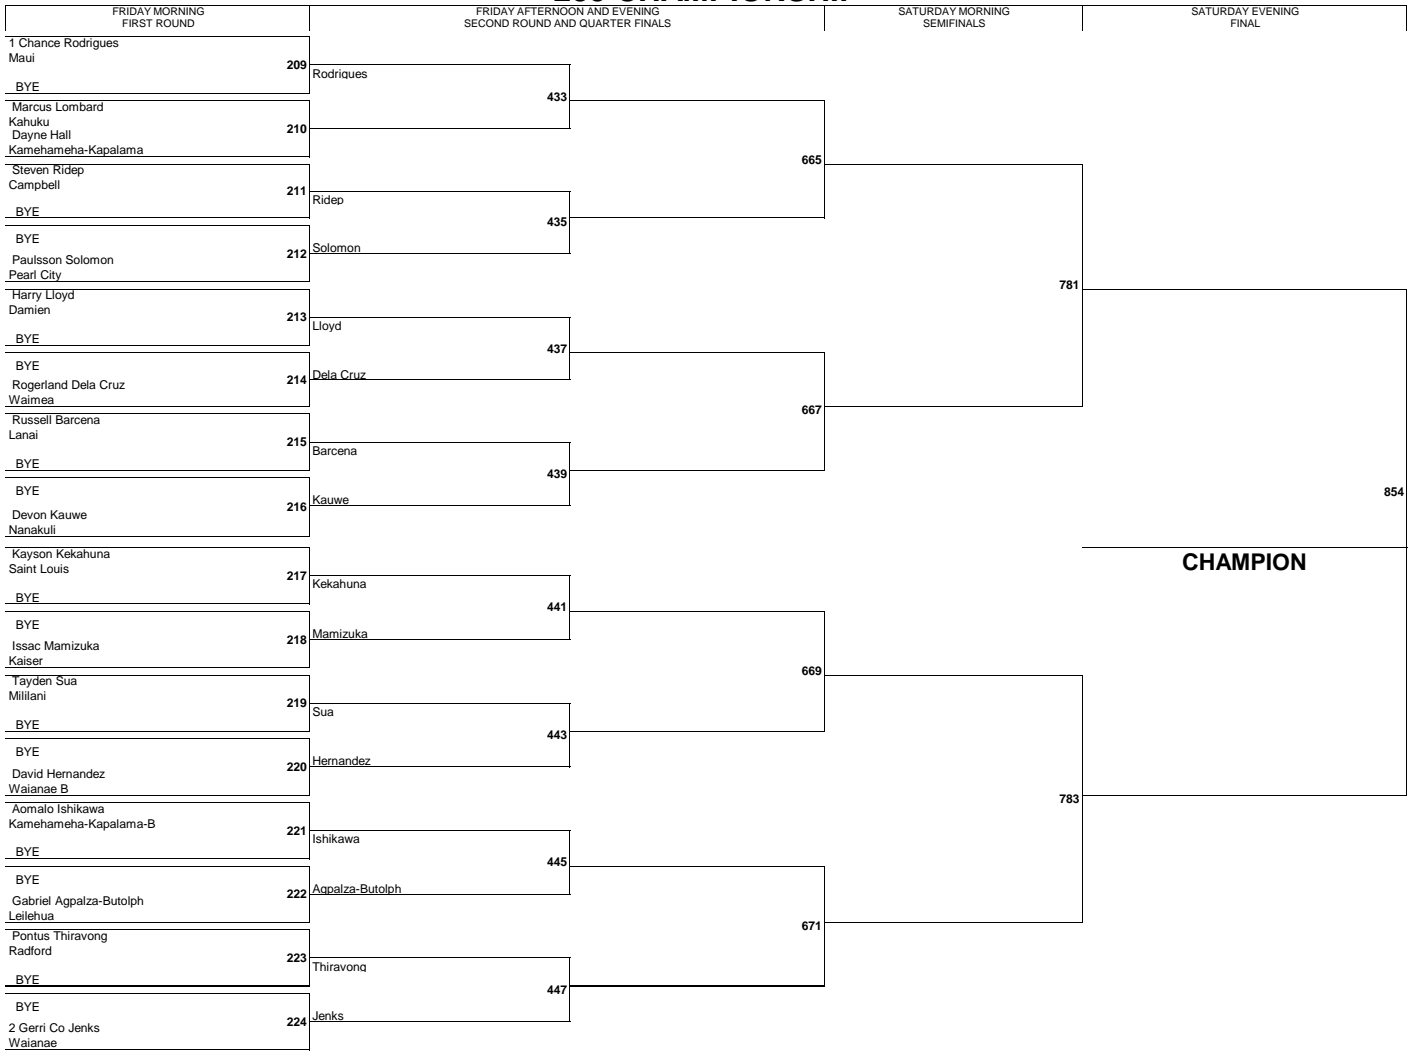 FRIDAY MORNING
FIRST ROUND
FRIDAY AFTERNOON AND EVENING
SECOND ROUND AND QUARTER FINALS
SATURDAY MORNING
SEMIFINALS
SATURDAY EVENING
FINAL
1 Chance Rodrigues
Maui
209
BYE
Rodrigues
433
Marcus Lombard
Kahuku
210
Dayne Hall
Kamehameha-Kapalama
665
Steven Ridep
Campbell
211
BYE
Ridep
435
BYE
212
Solomon
Paulsson Solomon
Pearl City
781
Harry Lloyd
Damien
213
BYE
Lloyd
437
BYE
214
Dela Cruz
Rogerland Dela Cruz
Waimea
667
Russell Barcena
Lanai
215
BYE
Barcena
439
BYE
216
Kauwe
Devon Kauwe
Nanakuli
854
CHAMPION
Kayson Kekahuna
Saint Louis
217
BYE
Kekahuna
441
BYE
218
Mamizuka
Issac Mamizuka
Kaiser
669
Tayden Sua
Mililani
219
BYE
Sua
443
BYE
220
Hernandez
David Hernandez
Waianae B
783
Aomalo Ishikawa
Kamehameha-Kapalama-B
221
BYE
Ishikawa
445
BYE
222
Agpalza-Butolph
Gabriel Agpalza-Butolph
Leilehua
671
Pontus Thiravong
Radford
223
BYE
Thiravong
447
BYE
224
Jenks
2 Gerri Co Jenks
Waianae